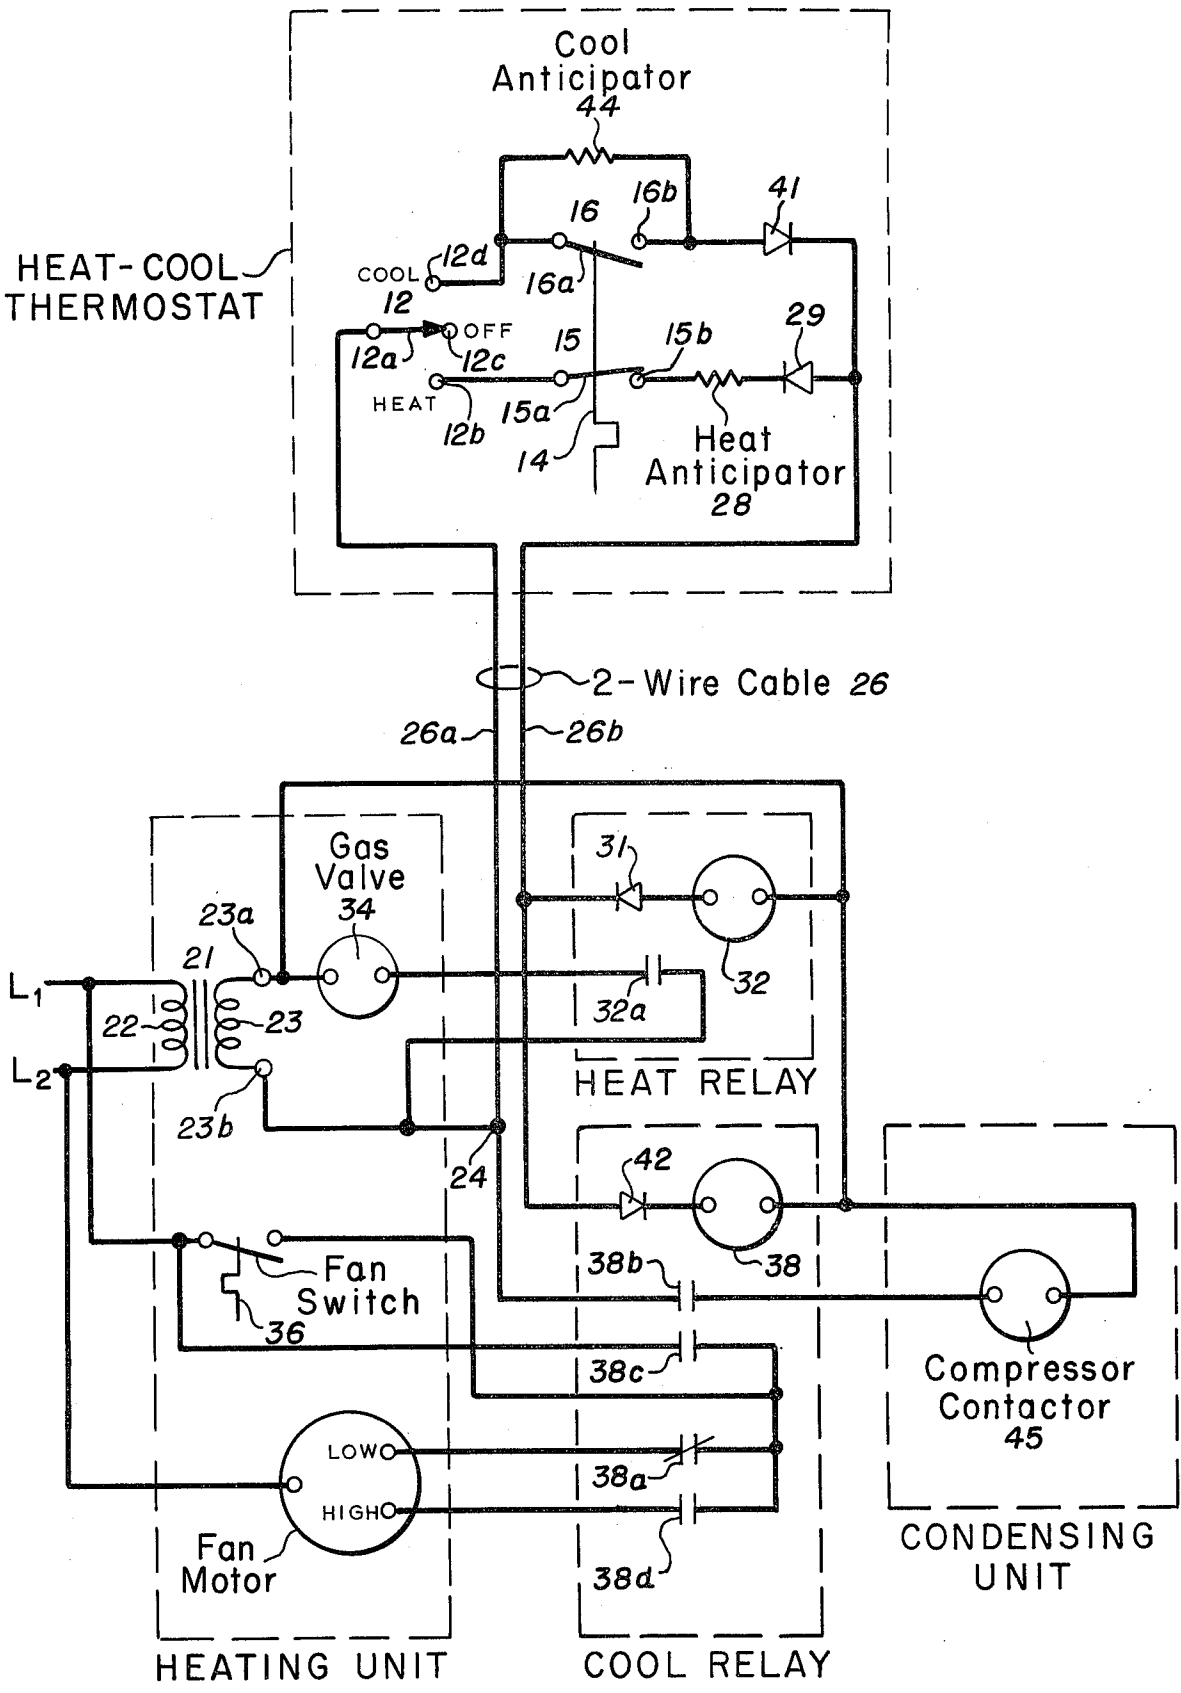 Cool
Anticipator
44
41
16b
16
12d
COOL
16a
HEAT-COOL
THERMOSTAT
12
OFF
29
15b
15
12a
12c
HEAT
15a
12b
14
Heat
Anticipator
28
2-Wire Cable 26
26a
26b
Gas
Valve
34
31
23a
21
L1
32
32a
22
23
L2
HEAT RELAY
23b
24
42
38
38b
Fan
Switch
36
38c
Compressor
Contactor
45
LOW
38a
HIGH
38d
Fan
Motor
CONDENSING
UNIT
HEATING UNIT
COOL RELAY